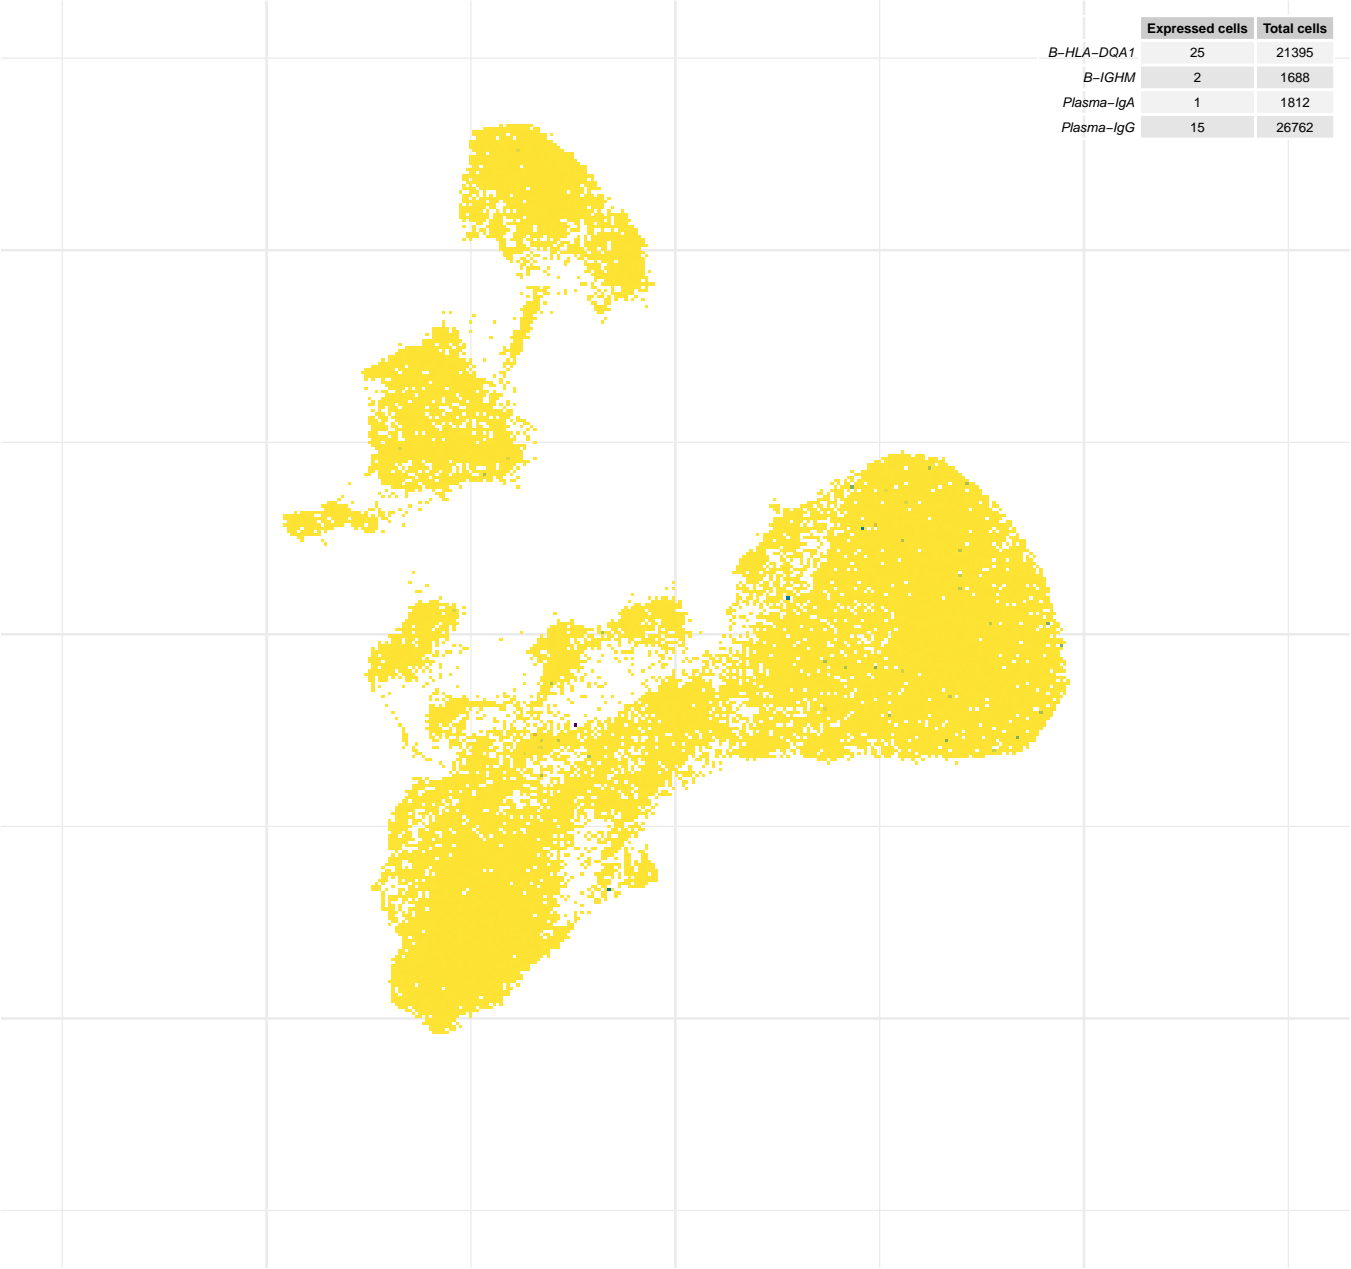 Expressed cells Total cells
B−HLA−DQA1 25 21395
B−IGHM 2 1688
Plasma−IgA 1 1812
Plasma−IgG 15 26762